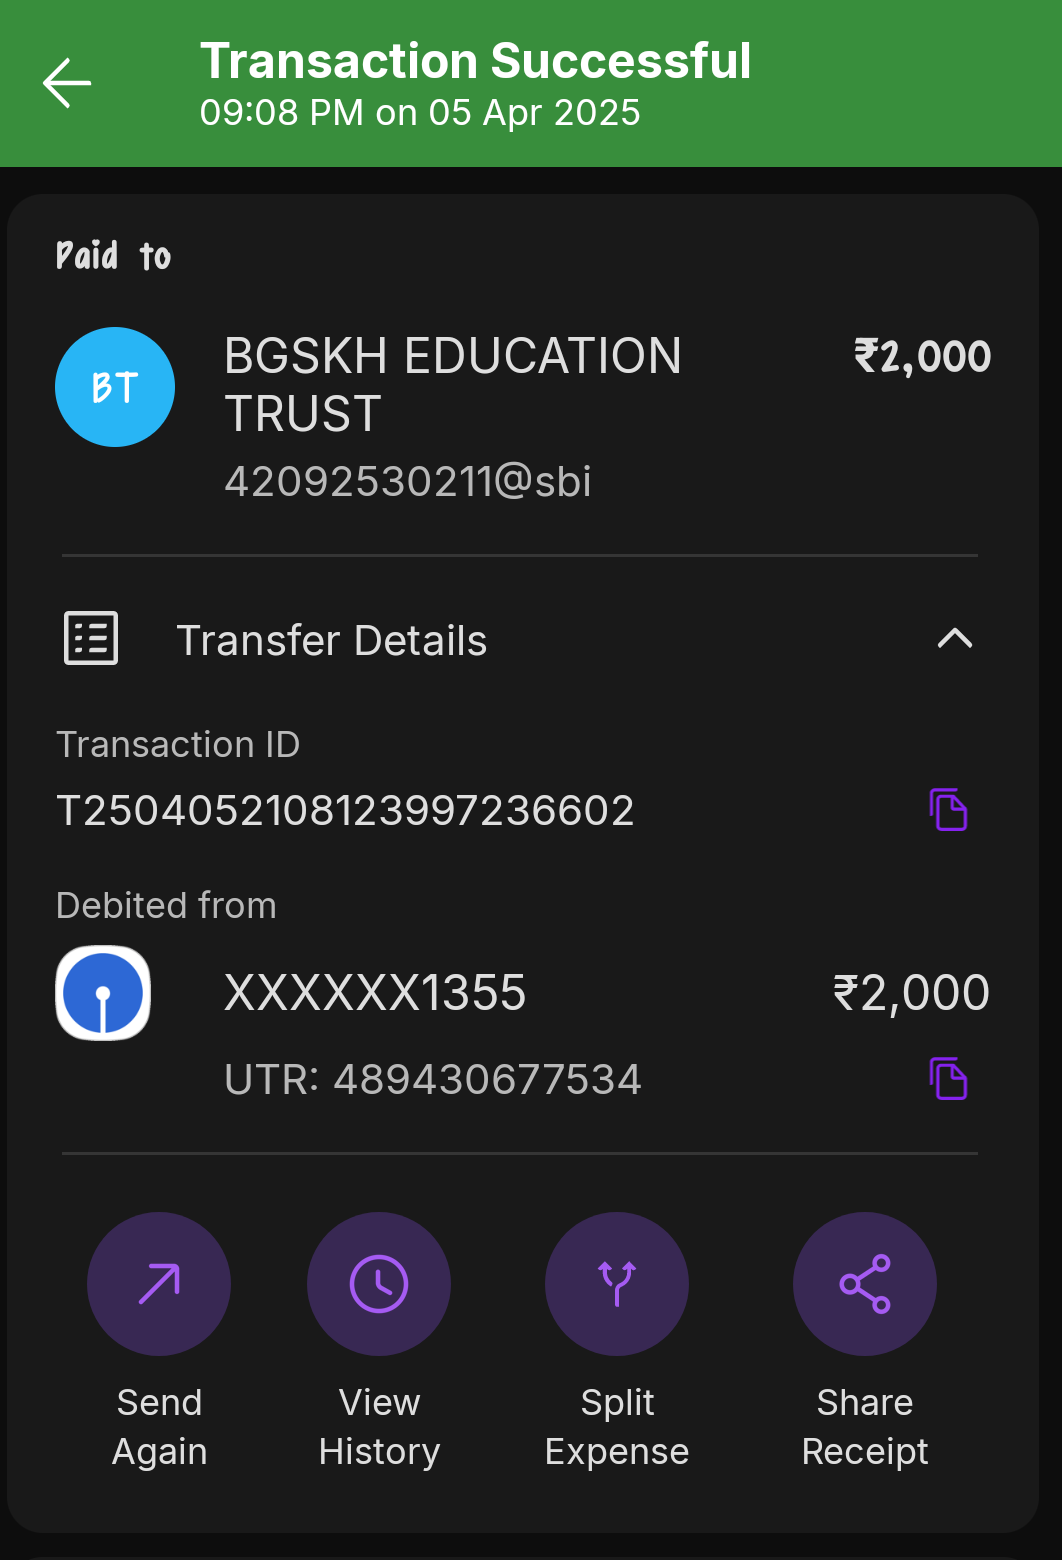 Transaction Successful
09:08 PM on 05 Apr 2025
Paid to
BT
BGSKH EDUCATION
TRUST
₹2,000
42092530211@sbi
Transfer Details
Transaction ID
T2504052108123997236602
Debited from
XXXXXX1355
₹2,000
UTR: 489430677534
Send
Again
View
History
Split
Expense
Share
Receipt